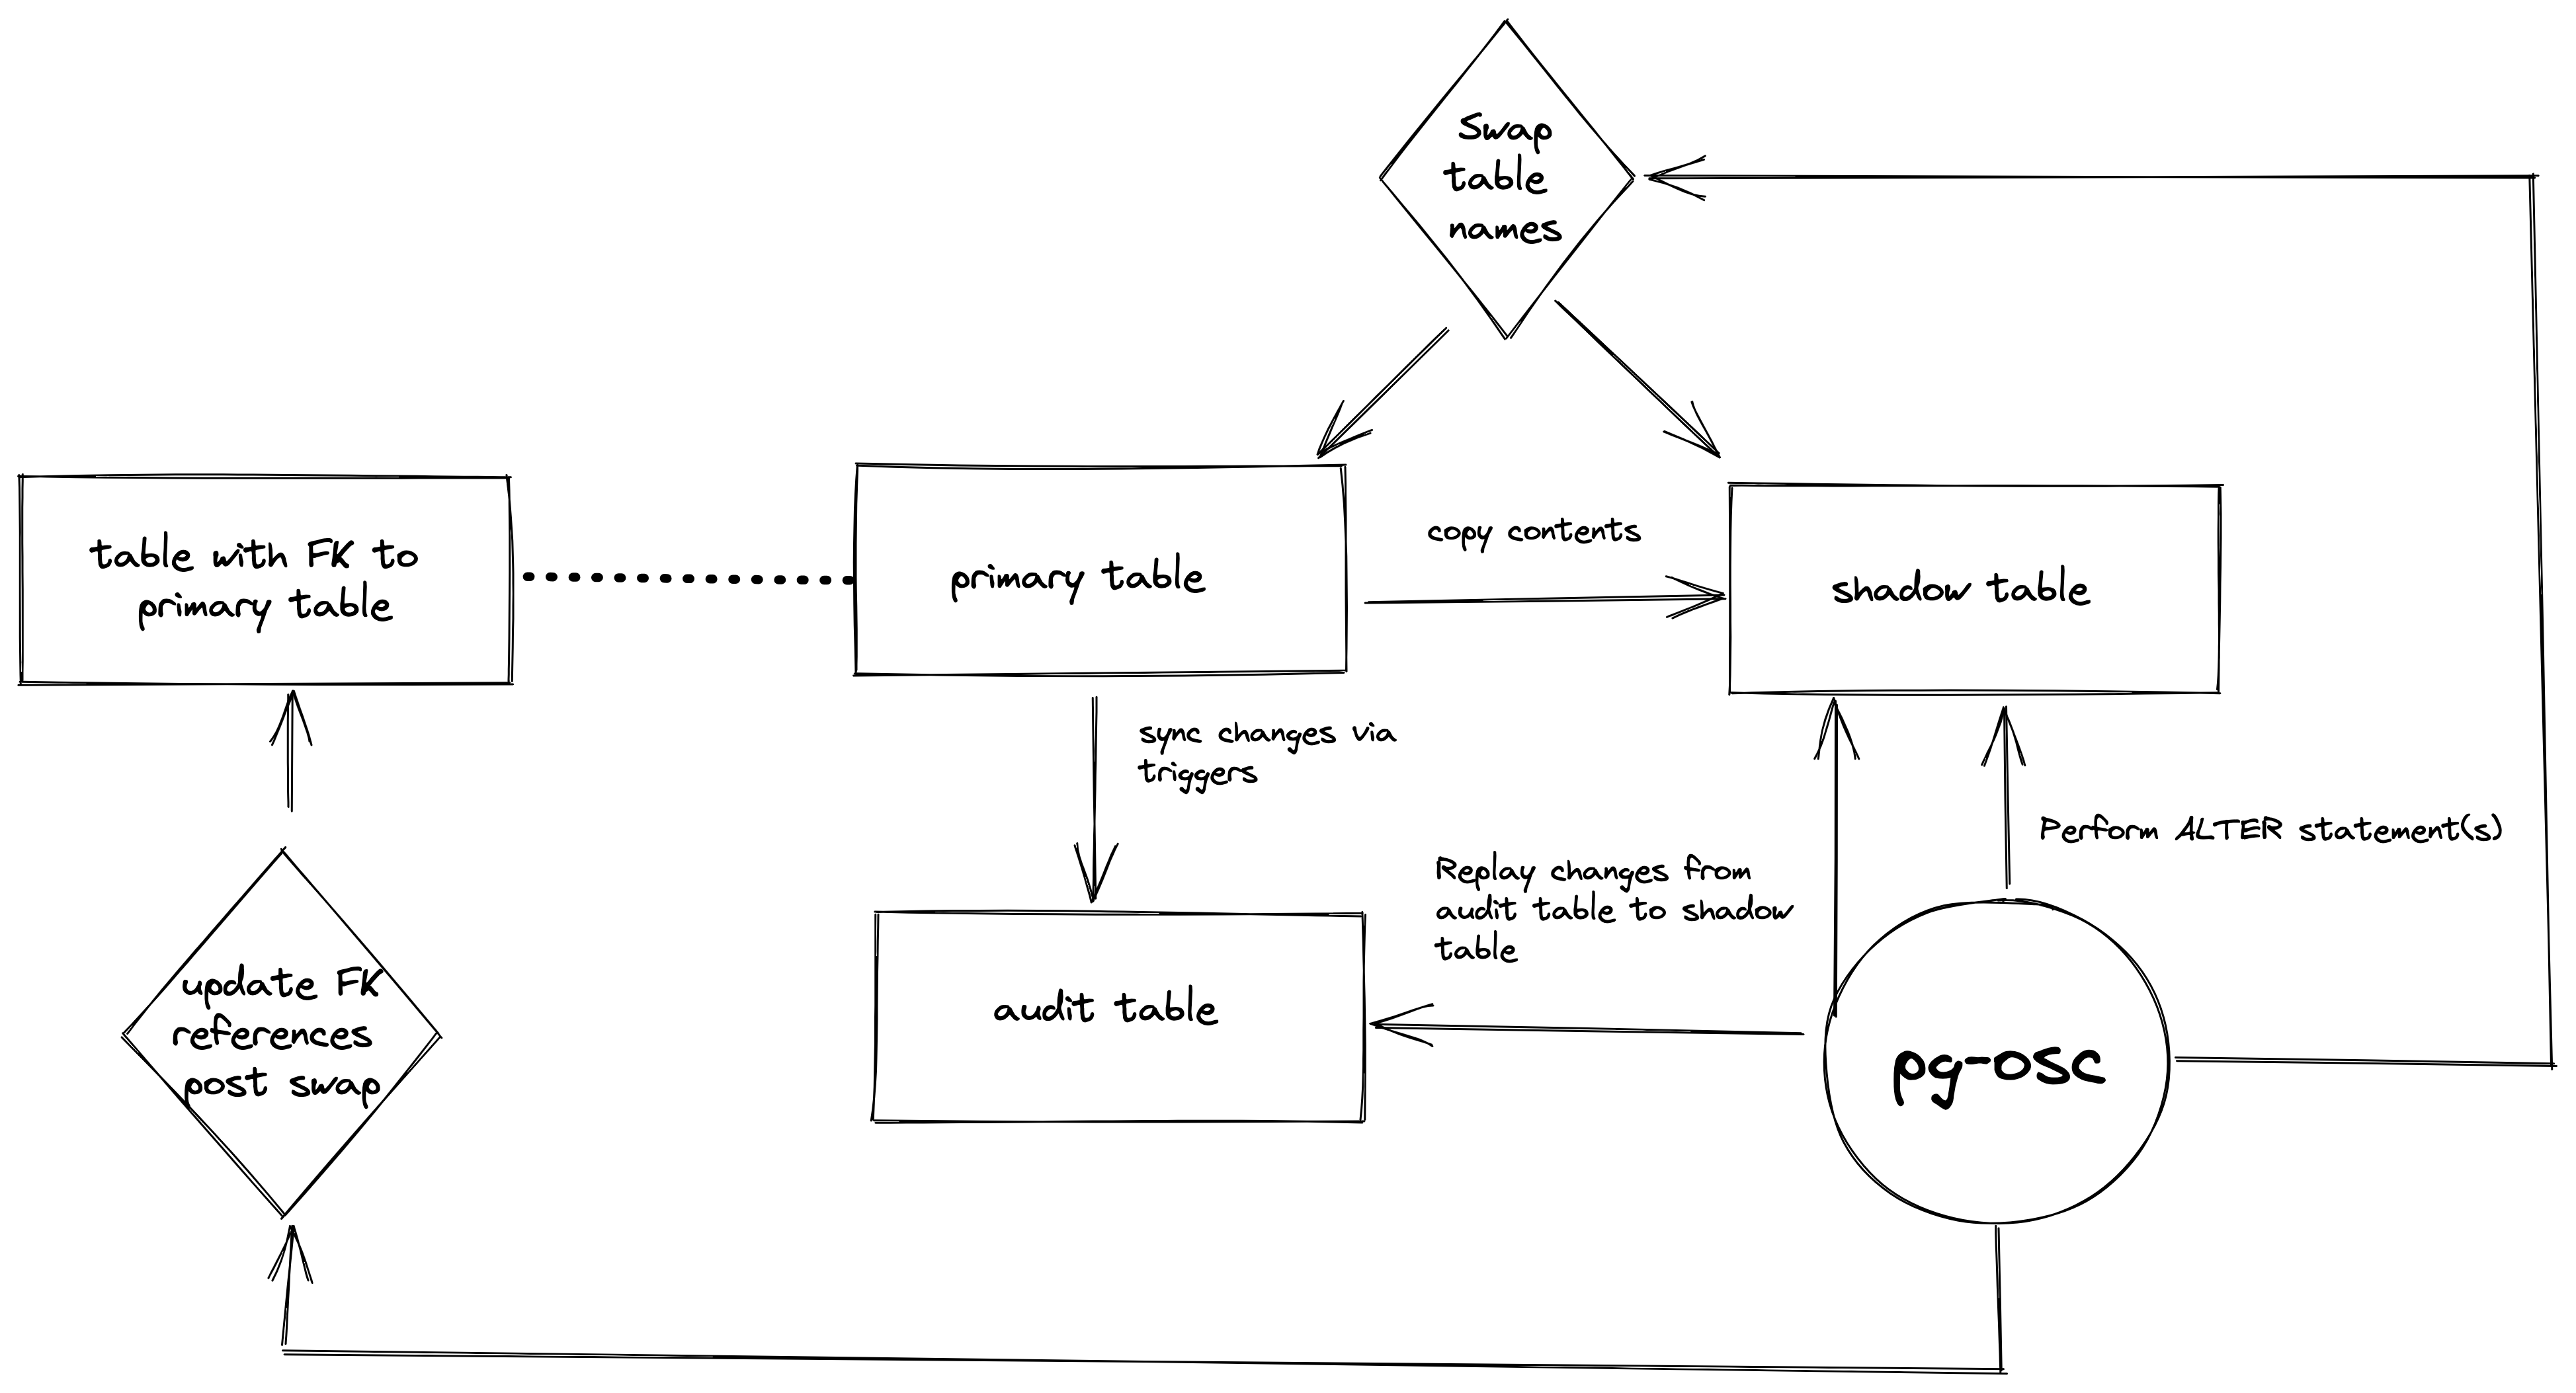 Swap
table
names
table with FK to
primary table
primary table
copy contents
shadow table
sync changes via
triggers
Perform ALTER statement(s)
Replay changes from
audit table to shadow
table
update FK
references
post swap
audit table
pg-osc